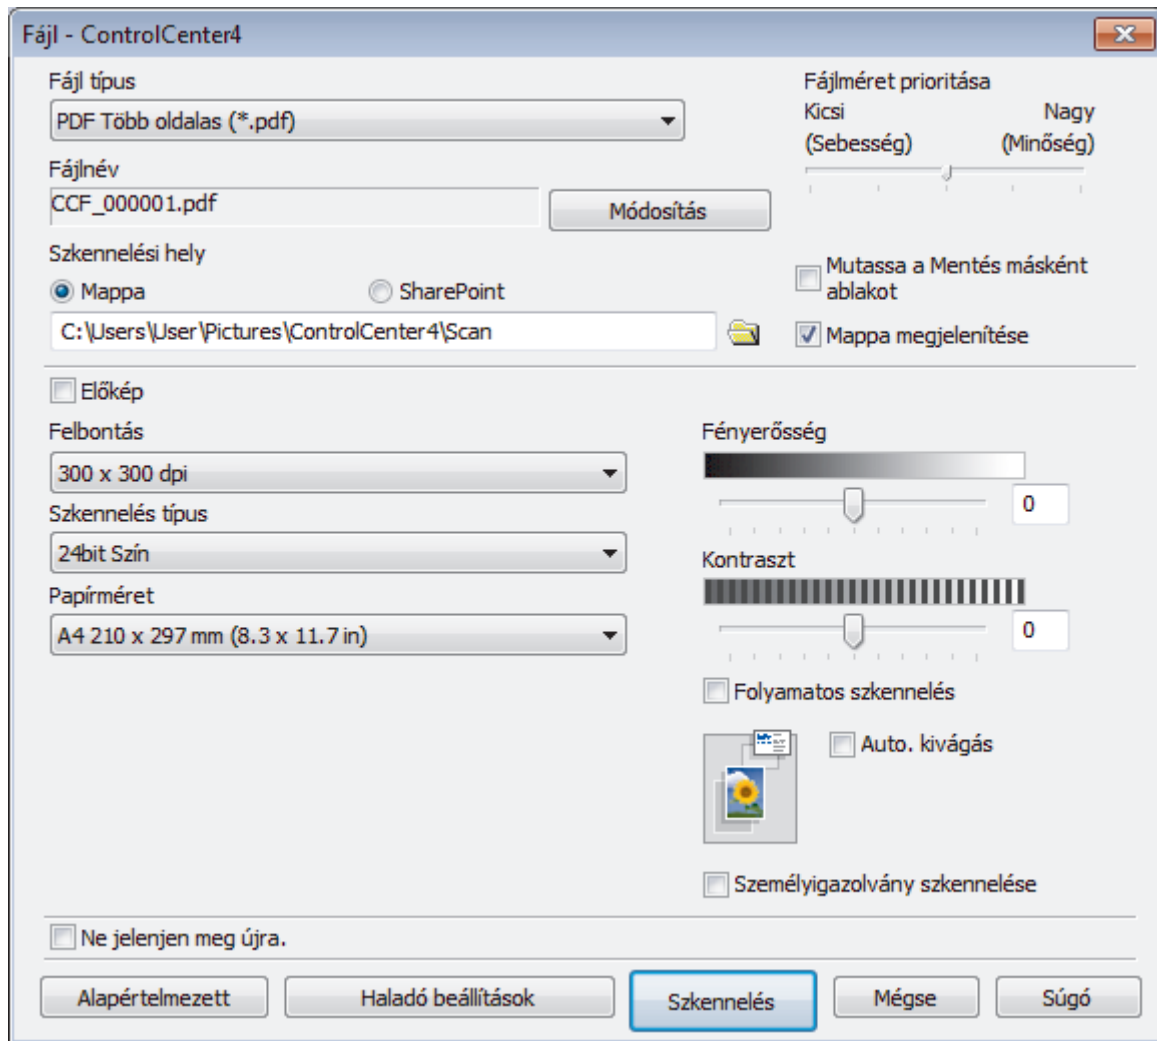 Fájl - ControlCenter4
Fájl típus
PDF Több oldalas (*.pdf)
Fájlméret prioritása
Kicsi Nagy
(Sebesség) (Minőség)
Fájlnév
CCF_000001.pdf
Módosítás
Szkennelési hely
Mappa SharePoint
C:\Users\User\Pictures\ControlCenter4\Scan
Mutassa a Mentés másként
ablakot
Mappa megjelenítése
Előkép
Felbontás
300 x 300 dpi
Szkennelés típus
24bit Szín
Papírméret
A4 210 x 297 mm (8.3 x 11.7 in)
Fényerősség
0
Kontraszt
0
Folyamatos szkennelés
Auto. kivágás
Személyigazolvány szkennelése
Ne jelenjen meg újra.
Alapértelmezett Haladó beállítások Szkennelés Mégse Súgó